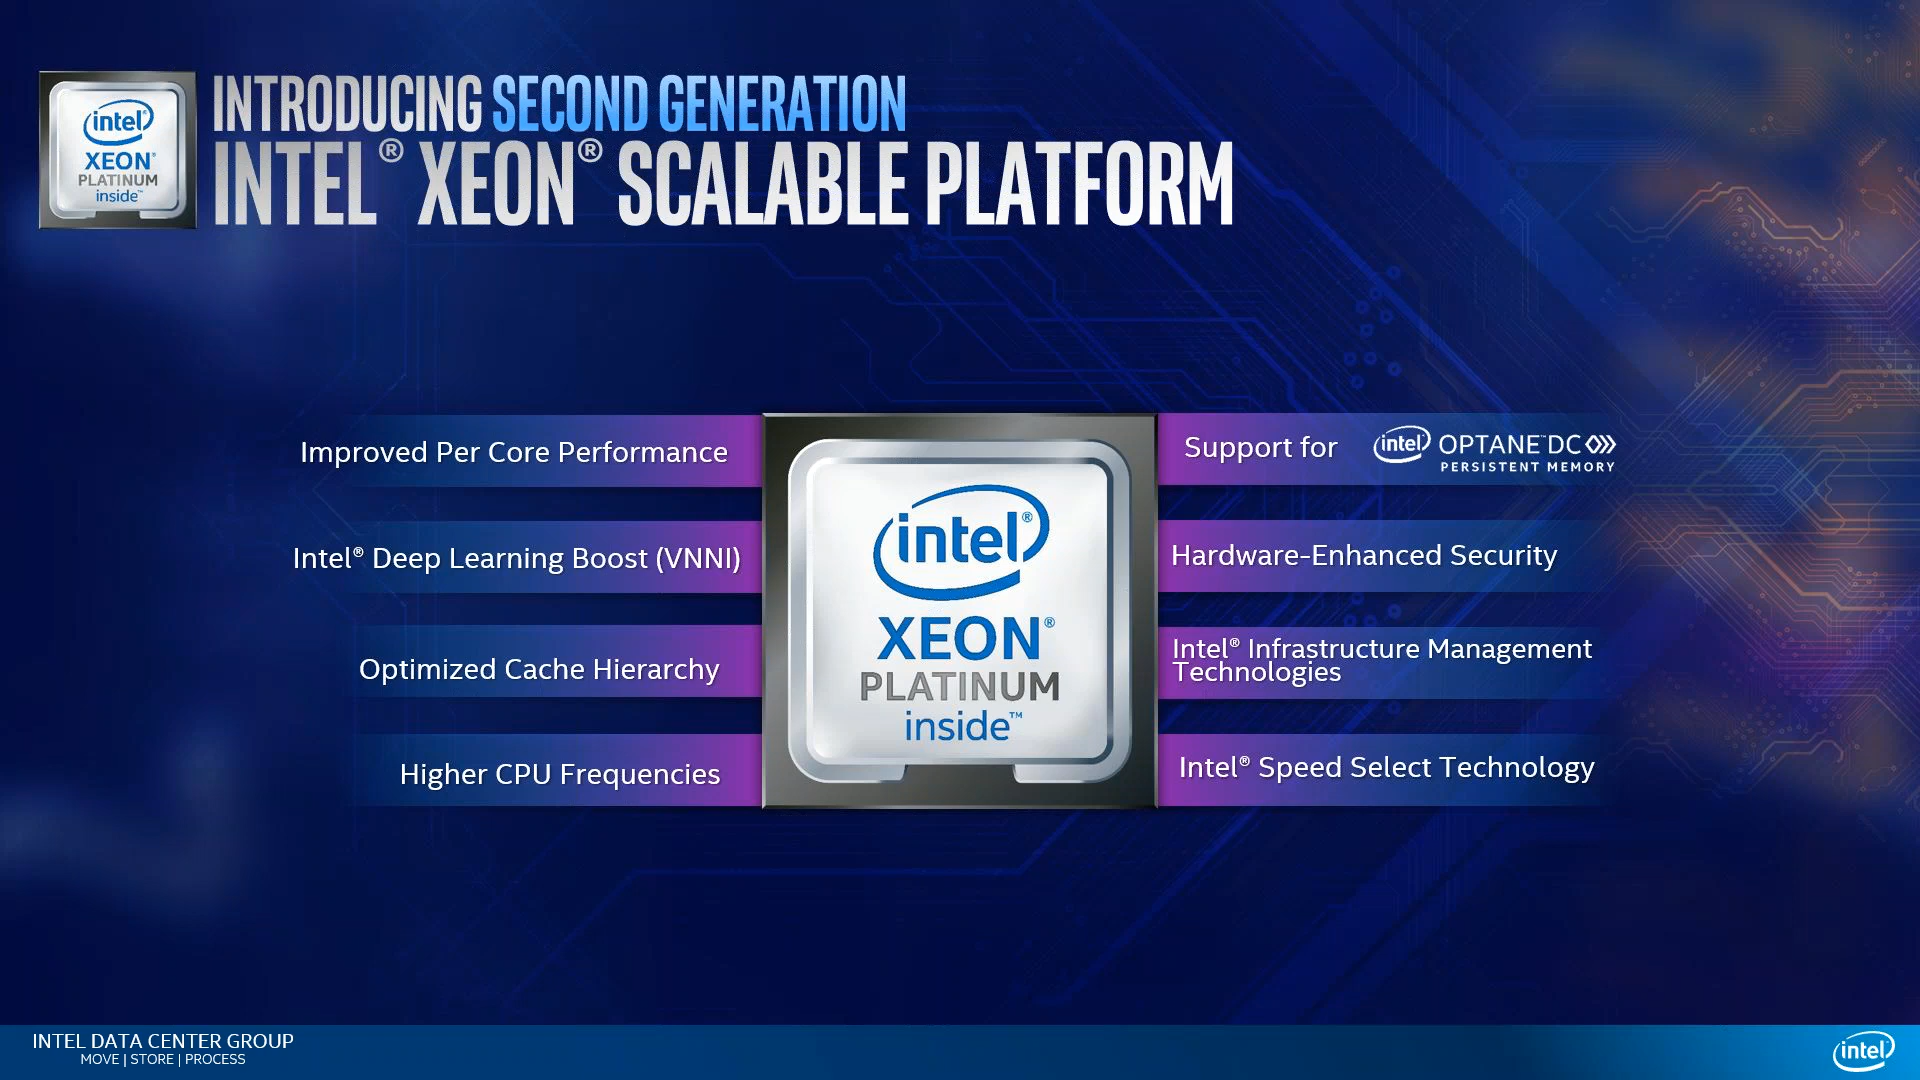 intel®
XEON®
PLATINUM
inside™
INTRODUCING SECOND GENERATION
INTEL® XEON® SCALABLE PLATFORM
Improved Per Core Performance
Intel® Deep Learning Boost (VNNI)
Optimized Cache Hierarchy
Higher CPU Frequencies
intel®
XEON®
PLATINUM
inside™
Support for intel® OPTANE™ DC
PERSISTENT MEMORY
Hardware-Enhanced Security
Intel® Infrastructure Management
Technologies
Intel® Speed Select Technology
INTEL DATA CENTER GROUP
MOVE | STORE | PROCESS
intel®